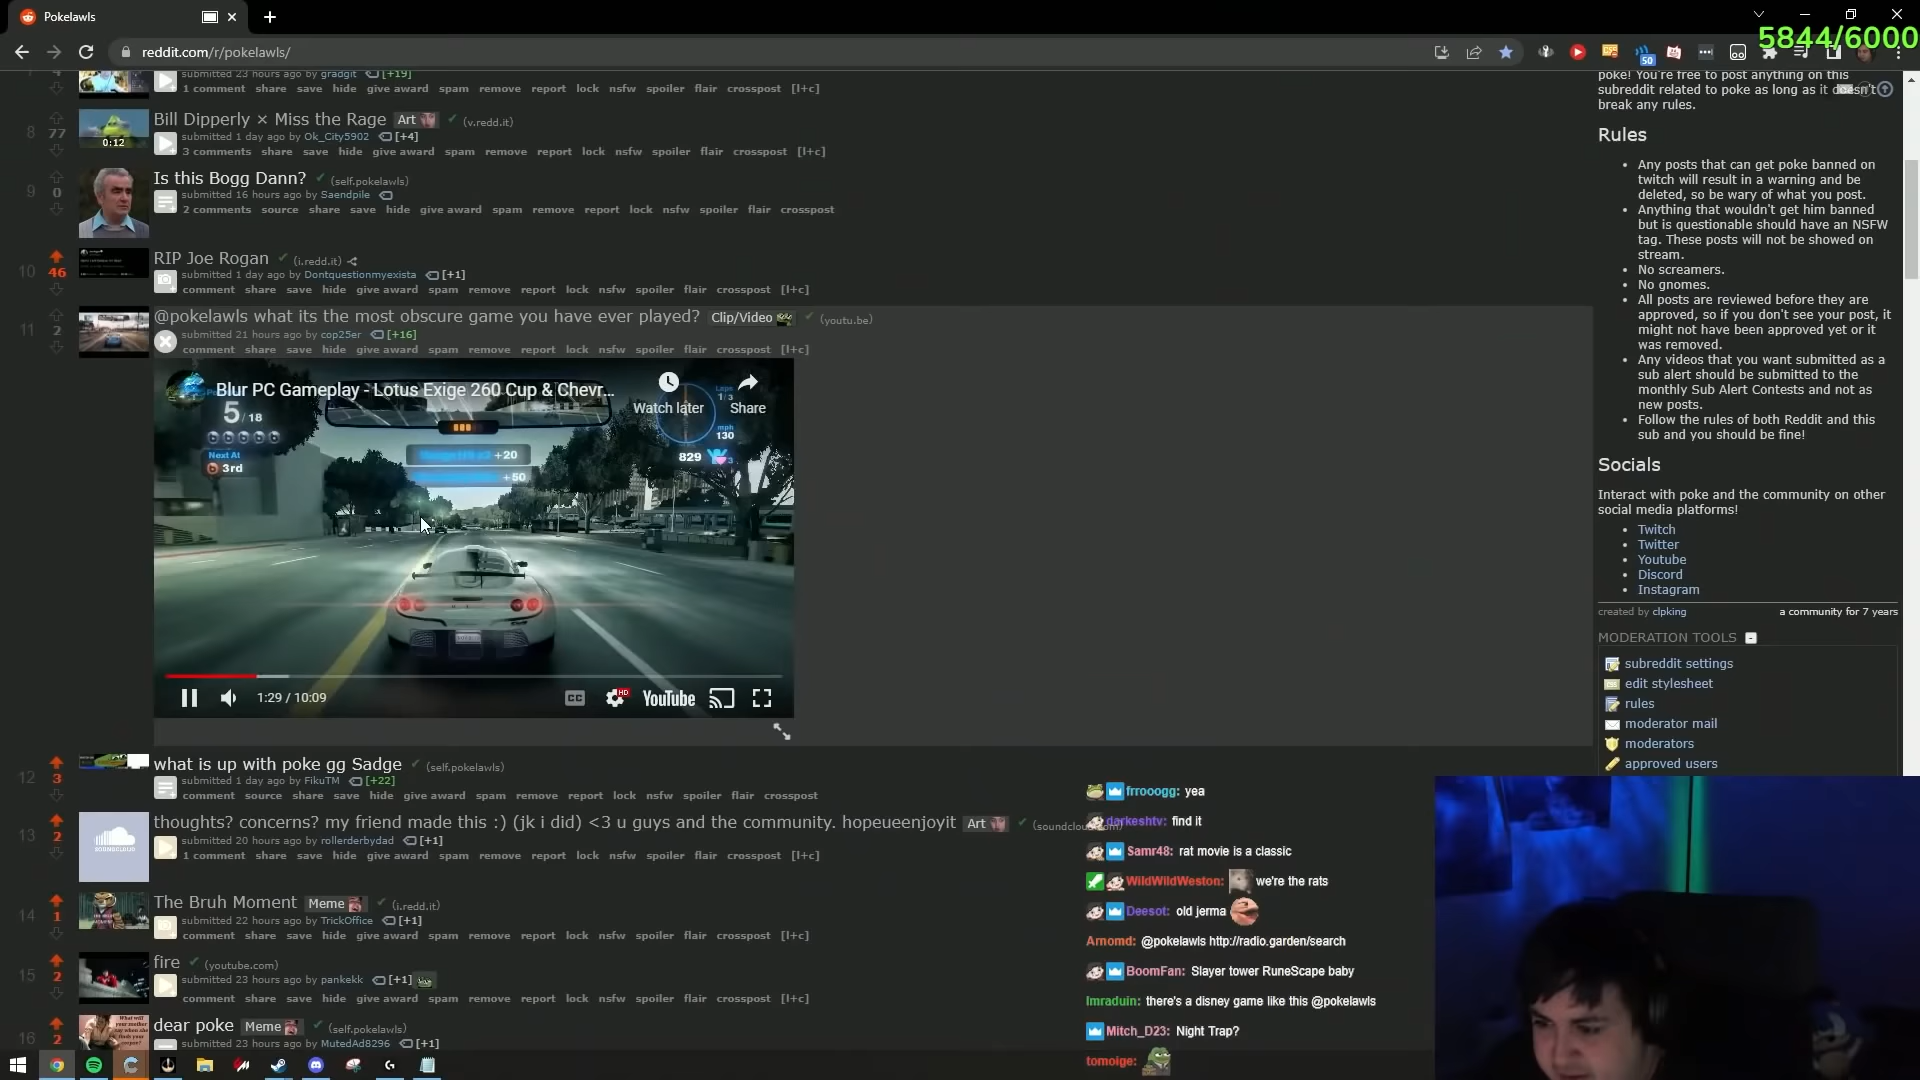 Pokelawls
reddit.com/r/pokelawls/
50
5844/6000
7
4
submitted 23 hours ago by gradgit [+19]
1 comment share save hide give award spam remove report lock nsfw spoiler flair crosspost [l+c]
8
77
0:12
Bill Dipperly × Miss the Rage Art (v.redd.it)
submitted 1 day ago by Ok_City5902 [+4]
3 comments share save hide give award spam remove report lock nsfw spoiler flair crosspost [l+c]
9
0
Is this Bogg Dann? (self.pokelawls)
submitted 16 hours ago by Saendpile
2 comments source share save hide give award spam remove report lock nsfw spoiler flair crosspost
10
46
RIP Joe Rogan (i.redd.it)
submitted 1 day ago by Dontquestionmyexista [+1]
comment share save hide give award spam remove report lock nsfw spoiler flair crosspost [l+c]
11
2
@pokelawls what its the most obscure game you have ever played? Clip/Video (youtu.be)
submitted 21 hours ago by cop25er [+16]
comment share save hide give award spam remove report lock nsfw spoiler flair crosspost [l+c]
Blur PC Gameplay - Lotus Exige 260 Cup & Chevr...
Watch later
Share
5/18
Next At
3rd
+20
+50
Laps
1/3
mph
130
829
1:29 / 10:09
CC
HD
YouTube
12
3
what is up with poke gg Sadge (self.pokelawls)
submitted 1 day ago by FikuTM [+22]
comment source share save hide give award spam remove report lock nsfw spoiler flair crosspost
13
2
SOUNDCLOUD
thoughts? concerns? my friend made this :) (jk i did) <3 u guys and the community. hopeueenjoyit Art (soundcloud.com)
submitted 20 hours ago by rollerderbydad [+1]
1 comment share save hide give award spam remove report lock nsfw spoiler flair crosspost [l+c]
14
1
The Bruh Moment Meme (i.redd.it)
submitted 22 hours ago by TrickOffice [+1]
comment share save hide give award spam remove report lock nsfw spoiler flair crosspost [l+c]
15
2
fire (youtube.com)
submitted 23 hours ago by pankekk [+1]
comment share save hide give award spam remove report lock nsfw spoiler flair crosspost [l+c]
16
2
dear poke Meme (self.pokelawls)
submitted 23 hours ago by MutedAd8296 [+1]
poke! You're free to post anything on this
subreddit related to poke as long as it doesn't
break any rules.
Rules
Any posts that can get poke banned on
twitch will result in a warning and be
deleted, so be wary of what you post.
Anything that wouldn't get him banned
but is questionable should have an NSFW
tag. These posts will not be showed on
stream.
No screamers.
No gnomes.
All posts are reviewed before they are
approved, so if you don't see your post, it
might not have been approved yet or it
was removed.
Any videos that you want submitted as a
sub alert should be submitted to the
monthly Sub Alert Contests and not as
new posts.
Follow the rules of both Reddit and this
sub and you should be fine!
Socials
Interact with poke and the community on other
social media platforms!
Twitch
Twitter
Youtube
Discord
Instagram
created by clpking
a community for 7 years
MODERATION TOOLS
subreddit settings
edit stylesheet
rules
moderator mail
moderators
approved users
frrooogg: yea
darkeshtv: find it
Samr48: rat movie is a classic
WildWildWeston: we're the rats
Deesot: old jerma
Arnomd: @pokelawls http://radio.garden/search
BoomFan: Slayer tower RuneScape baby
Imraduin: there's a disney game like this @pokelawls
Mitch_D23: Night Trap?
tomoige: